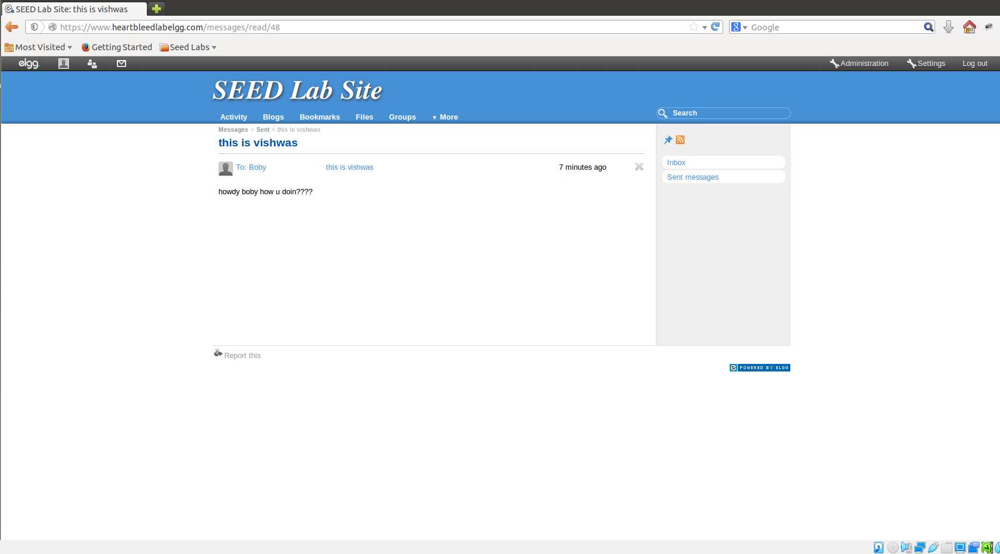 SEED Lab Site: this is vishwas
https://www.heartbleedlabelgg.com/messages/read/48
Google
Most Visited Getting Started Seed Labs
elgg. Administration Settings Log out
SEED Lab Site
Activity Blogs Bookmarks Files Groups ▼ More Search
Messages > Sent > this is vishwas
this is vishwas
To: Boby this is vishwas 7 minutes ago
howdy boby how u doin????
Inbox
Sent messages
Report this
POWERED BY ELGG